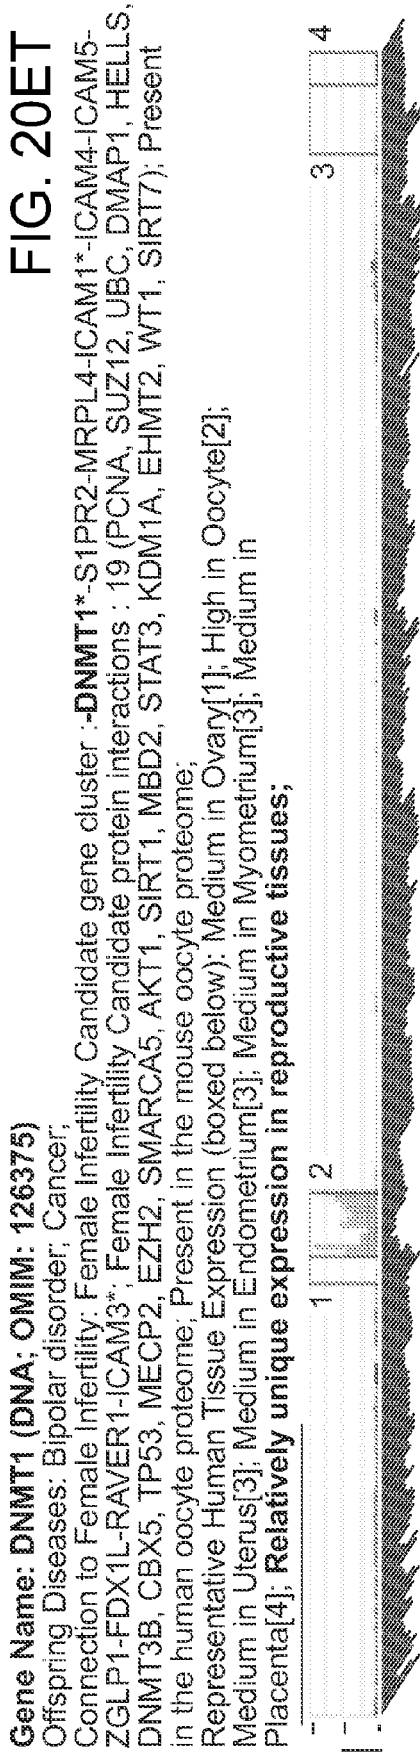 FIG. 20ET
Gene Name: DNMT1 (DNA; OMIM: 126375)
Offspring Diseases: Bipolar disorder; Cancer;
Connection to Female Infertility: Female Infertility Candidate gene cluster :-DNMT1*-S1PR2-MRPL4-ICAM1*-ICAM4-ICAM5-
ZGLP1-FDX1L-RAVER1-ICAM3*; Female Infertility Candidate protein interactions : 19 (PCNA, SUZ12, UBC, DMAP1, HELLS,
DNMT3B, CBX5, TP53, MECP2, EZH2, SMARCA5, AKT1, SIRT1, MBD2, STAT3, KDM1A, EHMT2, WT1, SIRT7); Present
in the human oocyte proteome; Present in the mouse oocyte proteome;
Representative Human Tissue Expression (boxed below): Medium in Ovary[1]; High in Oocyte[2];
Medium in Uterus[3]; Medium in Endometrium[3]; Medium in Myometrium[3]; Medium in
Placenta[4]; Relatively unique expression in reproductive tissues;
1 2 3 4